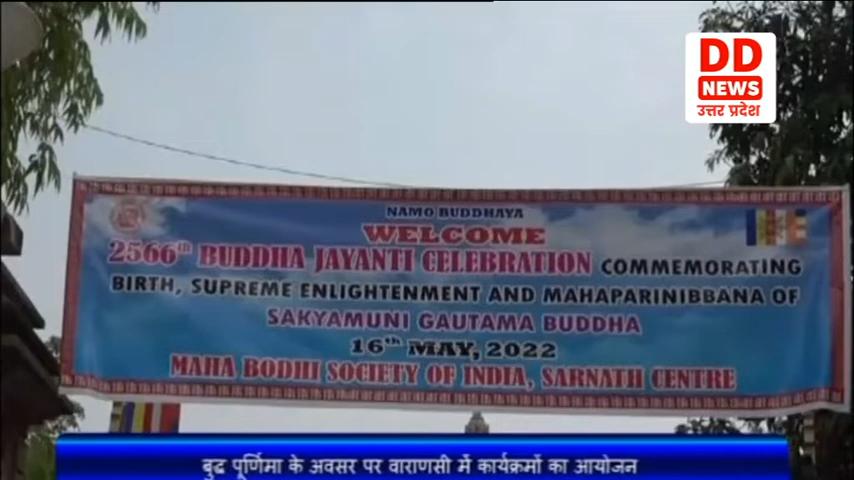 DD
NEWS
उत्तर प्रदेश
NAMO BUDDHAYA
WELCOME
2566th BUDDHA JAYANTI CELEBRATION COMMEMORATING
BIRTH, SUPREME ENLIGHTENMENT AND MAHAPARINIBBANA OF
SAKYAMUNI GAUTAMA BUDDHA
16th MAY, 2022
MAHA BODHI SOCIETY OF INDIA, SARNATH CENTRE
बुद्ध पूर्णिमा के अवसर पर वाराणसी में कार्यक्रमों का आयोजन